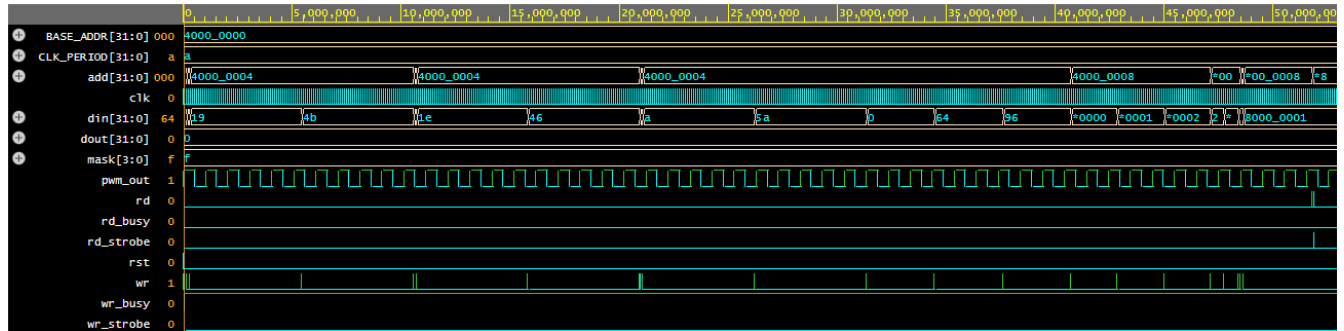 0 5,000,000 10,000,000 15,000,000 20,000,000 25,000,000 30,000,000 35,000,000 40,000,000 45,000,000
BASE_ADDR[31:0] 000 4000_0000
CLK_PERIOD[31:0] a a
add[31:0] 000 4000_0004 4000_0004 4000_0004 4000_0008 *00 *00_0008 *8
clk 0
din[31:0] 64 19 4b 1e 46 a 5a 0 64 96 *0000 *0001 *0002 2 * 8000_0001
dout[31:0] 0 0
mask[3:0] f f
pwm_out 1
rd 0
rd_busy 0
rd_strobe 0
rst 0
wr 1
wr_busy 0
wr_strobe 0